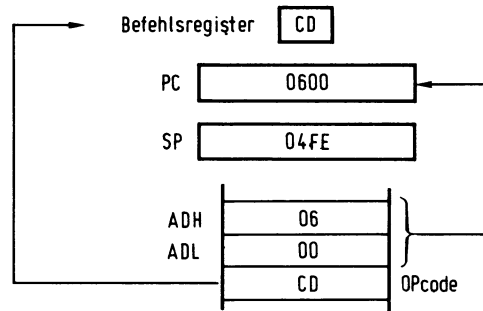 Befehlsregister CD
PC 0600
SP 04FE
ADH 06
ADL 00
CD OPcode